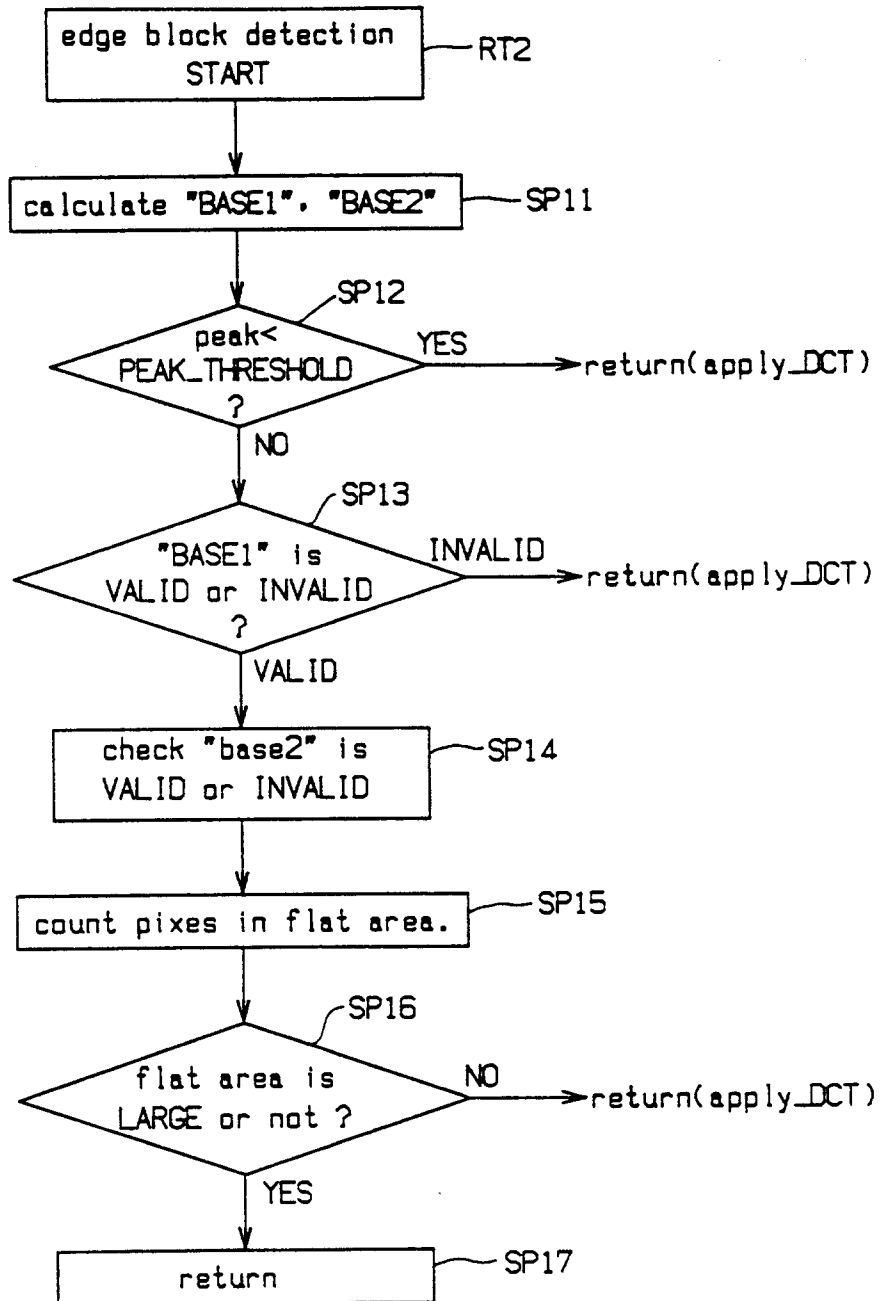 edge block detection
START
RT2
calculate "BASE1", "BASE2"
SP11
SP12
peak<
PEAK_THRESHOLD
?
YES
return(apply_DCT)
NO
SP13
"BASE1" is
VALID or INVALID
?
INVALID
return(apply_DCT)
VALID
check "base2" is
VALID or INVALID
SP14
count pixes in flat area.
SP15
SP16
flat area is
LARGE or not ?
NO
return(apply_DCT)
YES
return
SP17